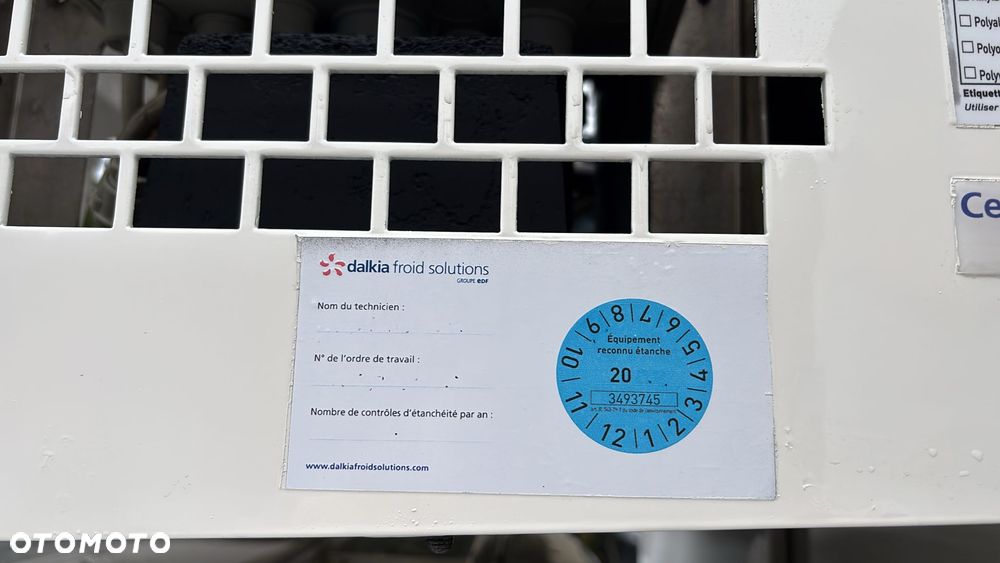 Polya
Polyo
Poly
Etiquett
Utiliser
Ce
dalkia froid solutions
GROUPE EDF
Nom du technicien :
N° de l'ordre de travail :
Nombre de contrôles d'étanchéité par an :
www.dalkiafroidsolutions.com
1 2 3 4 5 6 7 8 9 10 11 12
Équipement
reconnu étanche
20
3493745
OTOMOTO